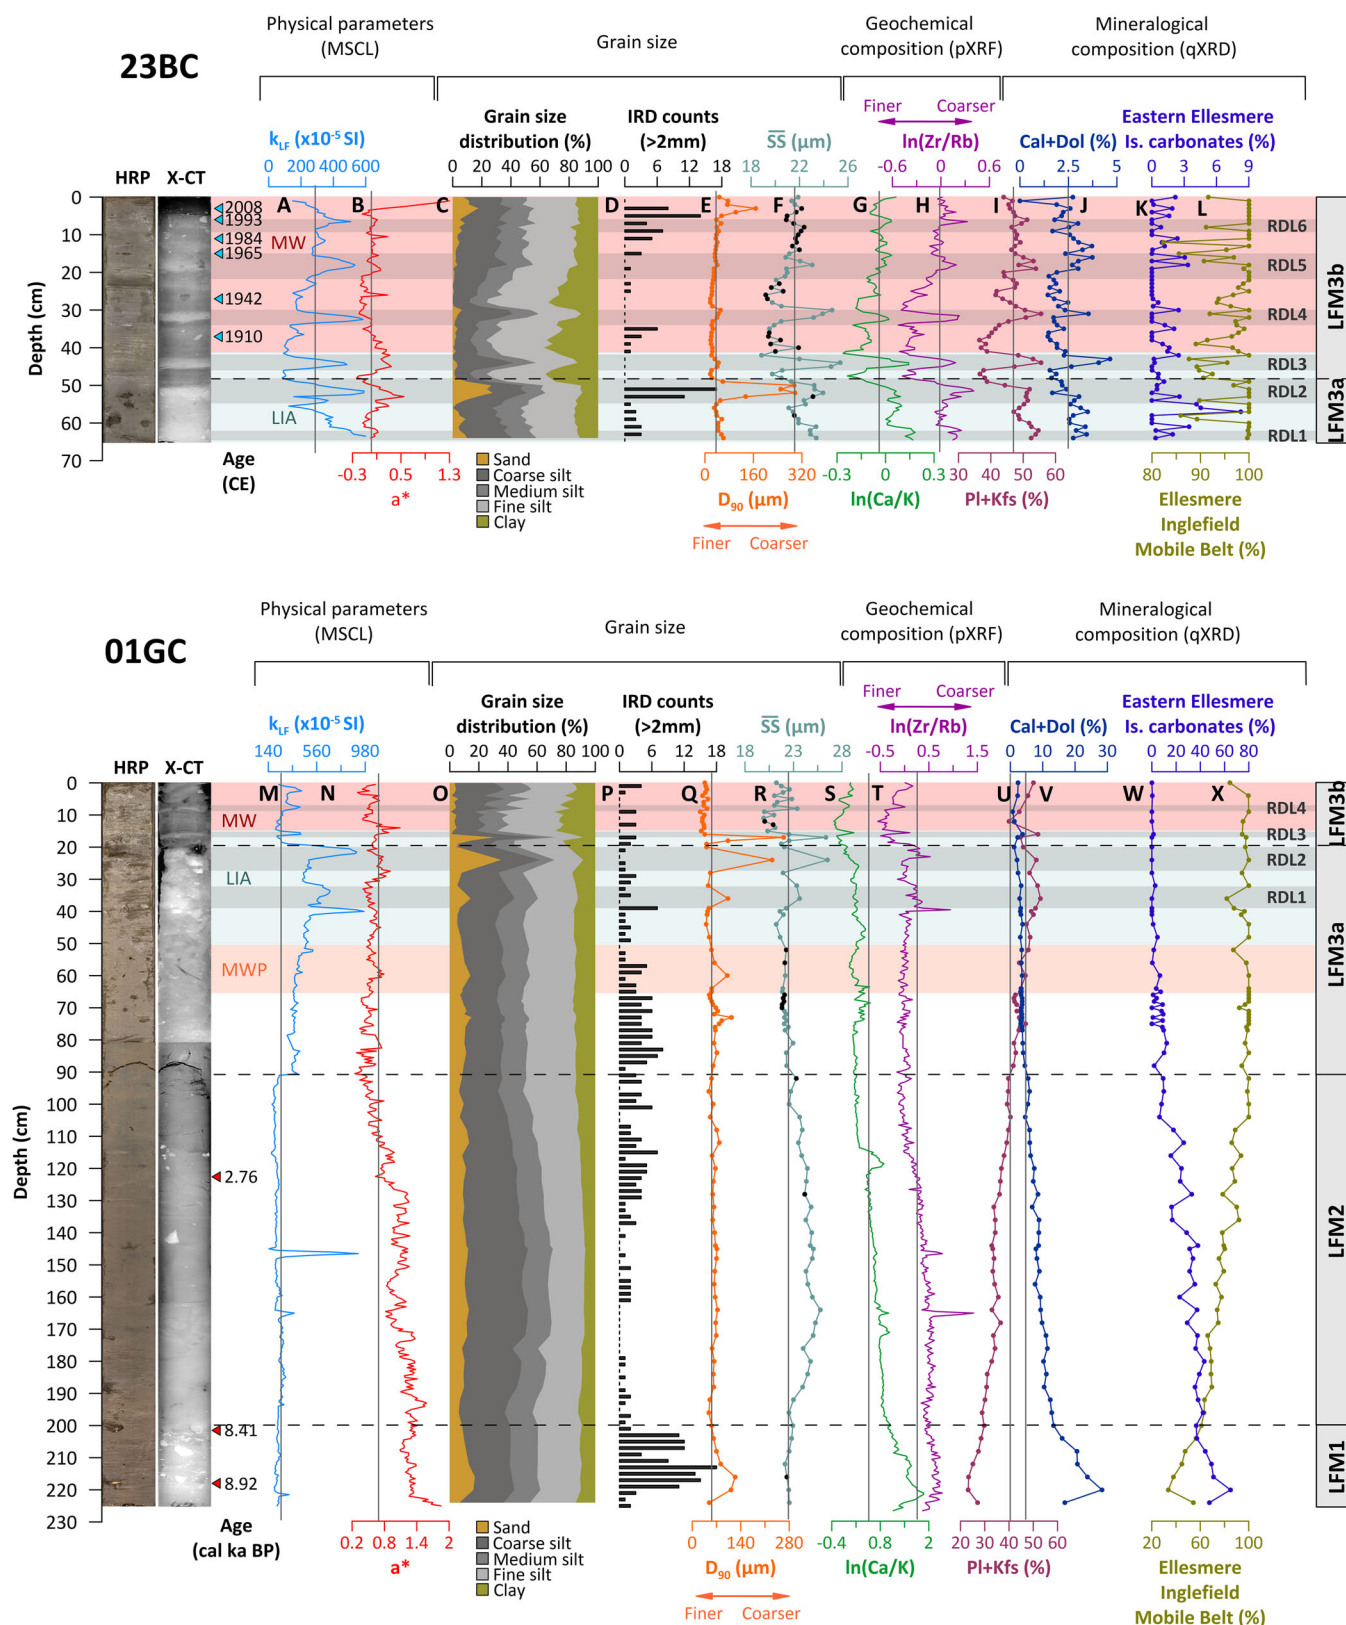 23BC
Physical parameters
(MSCL)
Grain size
Geochemical
composition (pXRF)
Mineralogical
composition (qXRD)
Finer Coarser
HRP X-CT
kLF (x10-5 SI)
0 200 400 600
Grain size
distribution (%)
0 20 40 60 80 100
IRD counts
(>2mm)
0 6 12 18
SS (µm)
18 22 26
ln(Zr/Rb)
-0.6 0 0.6
Cal+Dol (%)
0 2.5 5
Eastern Ellesmere
Is. carbonates (%)
0 3 6 9
A B C D E F G H I J K L
Depth (cm)
0
10
20
30
40
50
60
70
2008
1993
1984
1965
1942
1910
MW
LIA
RDL6
RDL5
RDL4
RDL3
RDL2
RDL1
LFM3b
LFM3a
Age
(CE)
-0.3 0.5 1.3
a*
Sand
Coarse silt
Medium silt
Fine silt
Clay
0 160 320
D90 (µm)
Finer Coarser
-0.3 0 0.3
ln(Ca/K)
30 40 50 60
Pl+Kfs (%)
80 90 100
Ellesmere
Inglefield
Mobile Belt (%)
01GC
Physical parameters
(MSCL)
Grain size
Geochemical
composition (pXRF)
Mineralogical
composition (qXRD)
Finer Coarser
HRP X-CT
kLF (x10-5 SI)
140 560 980
Grain size
distribution (%)
0 20 40 60 80 100
IRD counts
(>2mm)
0 6 12 18
SS (µm)
18 23 28
ln(Zr/Rb)
-0.5 0.5 1.5
Cal+Dol (%)
0 10 20 30
Eastern Ellesmere
Is. carbonates (%)
0 20 40 60 80
M N O P Q R S T U V W X
Depth (cm)
0
10
20
30
40
50
60
70
80
90
100
110
120
130
140
150
160
170
180
190
200
210
220
230
MW
LIA
MWP
2.76
8.41
8.92
RDL4
RDL3
RDL2
RDL1
LFM3b
LFM3a
LFM2
LFM1
Age
(cal ka BP)
0.2 0.8 1.4 2
a*
Sand
Coarse silt
Medium silt
Fine silt
Clay
0 140 280
D90 (µm)
Finer Coarser
-0.4 0.8 2
ln(Ca/K)
20 30 40 50 60
Pl+Kfs (%)
20 60 100
Ellesmere
Inglefield
Mobile Belt (%)